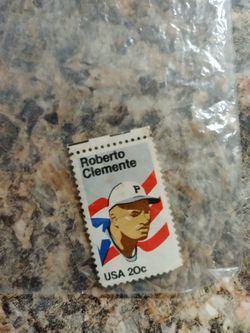 Roberto
Clemente
P
USA 20c